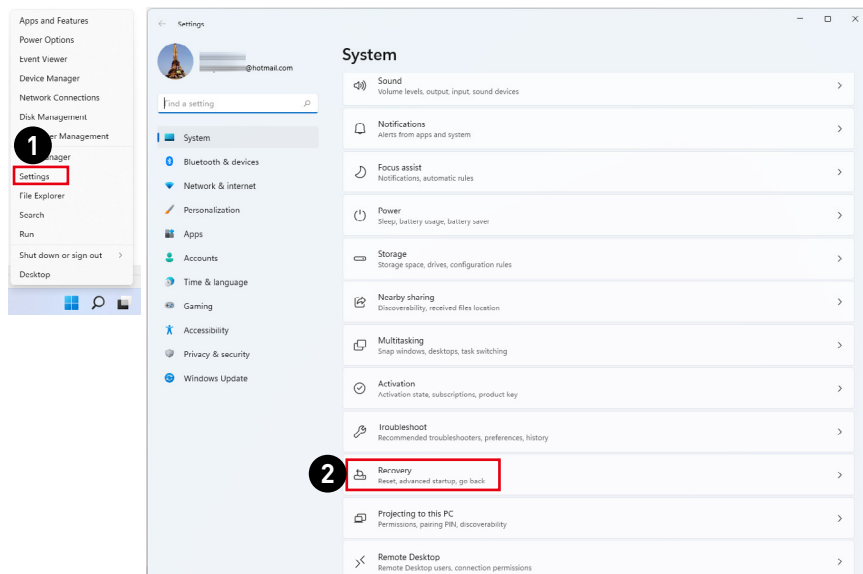 Apps and Features
Power Options
Event Viewer
Device Manager
Network Connections
Disk Management
er Management
1
nager
Settings
File Explorer
Search
Run
Shut down or sign out
Desktop
Settings
@hotmail.com
Find a setting
System
Bluetooth & devices
Network & internet
Personalization
Apps
Accounts
Time & language
Gaming
Accessibility
Privacy & security
Windows Update
System
Sound
Volume levels, output, input, sound devices
Notifications
Alerts from apps and system
Focus assist
Notifications, automatic rules
Power
Sleep, battery usage, battery saver
Storage
Storage space, drives, configuration rules
Nearby sharing
Discoverability, received files location
Multitasking
Snap windows, desktops, task switching
Activation
Activation state, subscriptions, product key
Troubleshoot
Recommended troubleshooters, preferences, history
2
Recovery
Reset, advanced startup, go back
Projecting to this PC
Permissions, pairing PIN, discoverability
Remote Desktop
Remote Desktop users, connection permissions